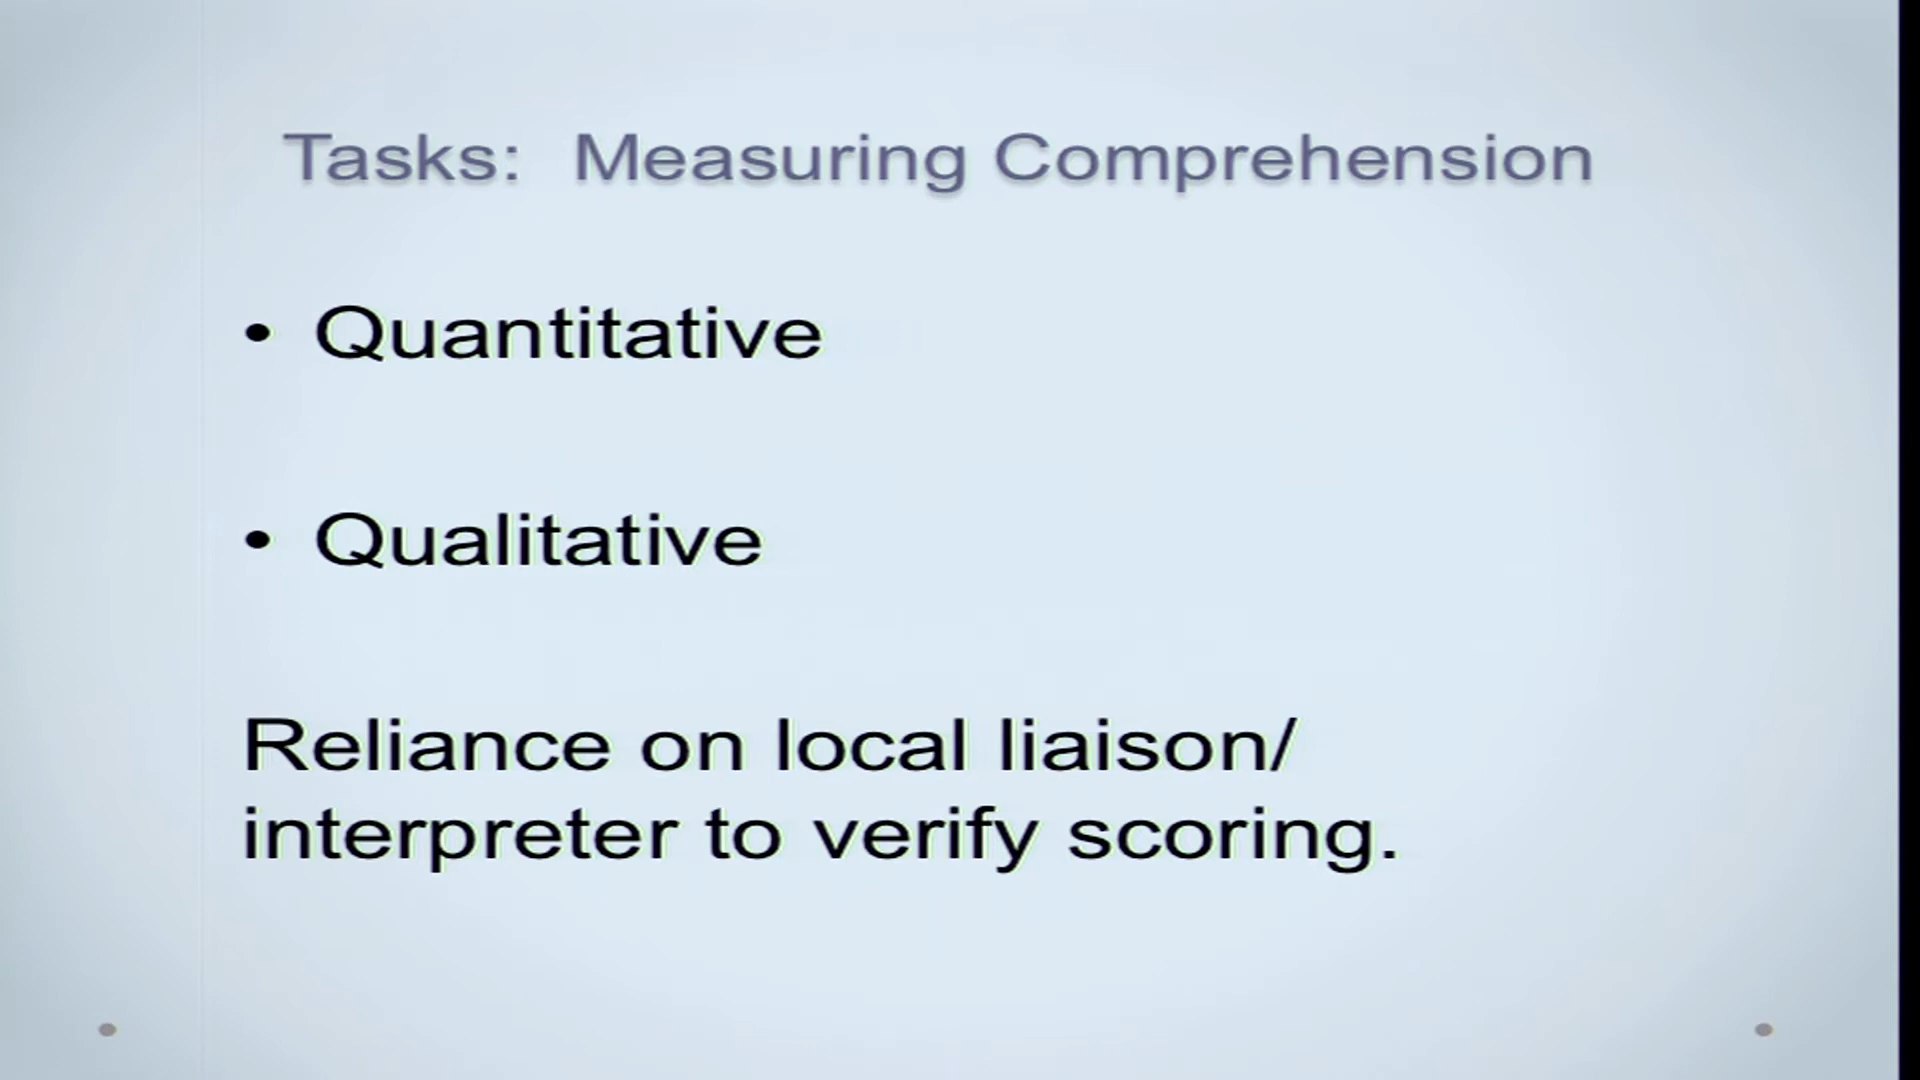 Tasks: Measuring Comprehension
• Quantitative
• Qualitative
Reliance on local liaison/
interpreter to verify scoring.